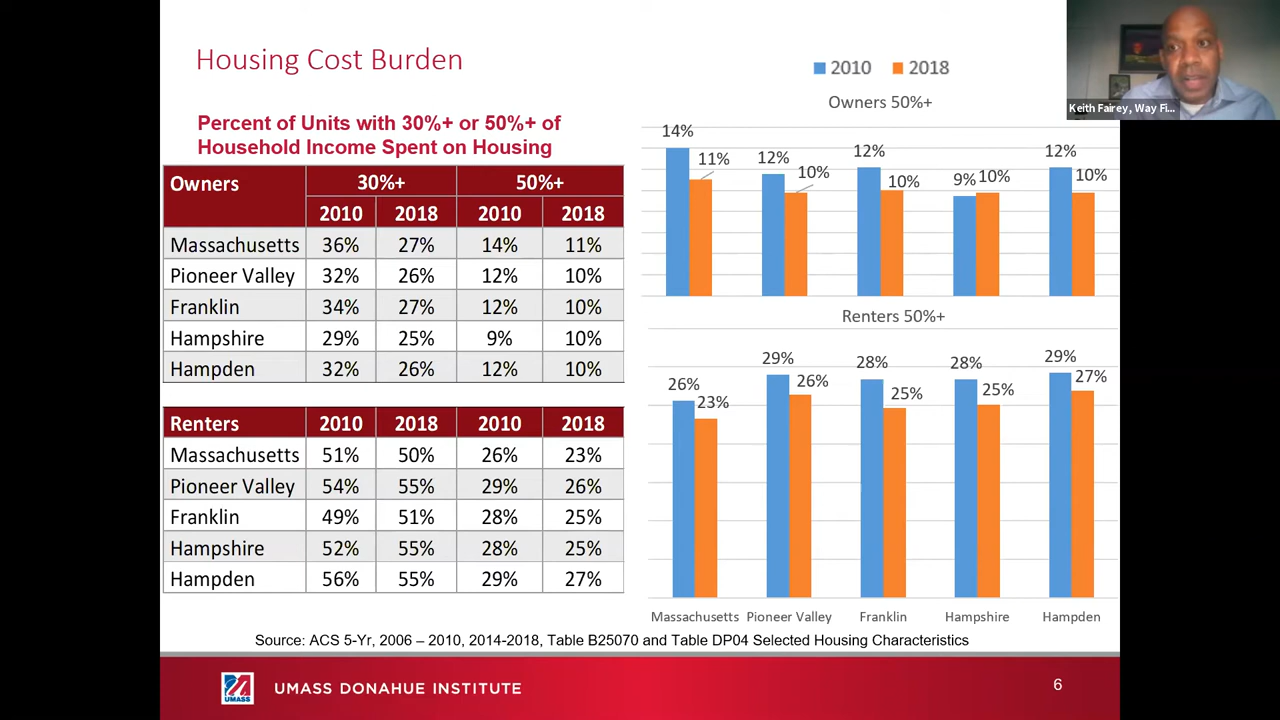 Housing Cost Burden
Percent of Units with 30%+ or 50%+ of
Household Income Spent on Housing
Owners 30%+ 50%+
2010 2018 2010 2018
Massachusetts 36% 27% 14% 11%
Pioneer Valley 32% 26% 12% 10%
Franklin 34% 27% 12% 10%
Hampshire 29% 25% 9% 10%
Hampden 32% 26% 12% 10%
Renters 2010 2018 2010 2018
Massachusetts 51% 50% 26% 23%
Pioneer Valley 54% 55% 29% 26%
Franklin 49% 51% 28% 25%
Hampshire 52% 55% 28% 25%
Hampden 56% 55% 29% 27%
2010 2018
Owners 50%+
14% 11% 12% 10% 12% 10% 9% 10% 12% 10%
Renters 50%+
26% 23% 29% 26% 28% 25% 28% 25% 29% 27%
Massachusetts Pioneer Valley Franklin Hampshire Hampden
Source: ACS 5-Yr, 2006 – 2010, 2014-2018, Table B25070 and Table DP04 Selected Housing Characteristics
UMASS
UMASS DONAHUE INSTITUTE
6
Keith Fairey, Way Fi...